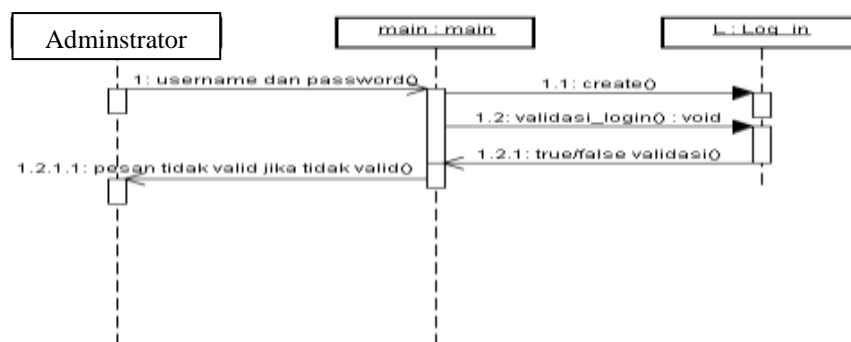 Adminstrator
main : main
L : Log_in
1: username dan password()
1.1: create()
1.2: validasi_login() : void
1.2.1: true/false validasi()
1.2.1.1: pesan tidak valid jika tidak valid()